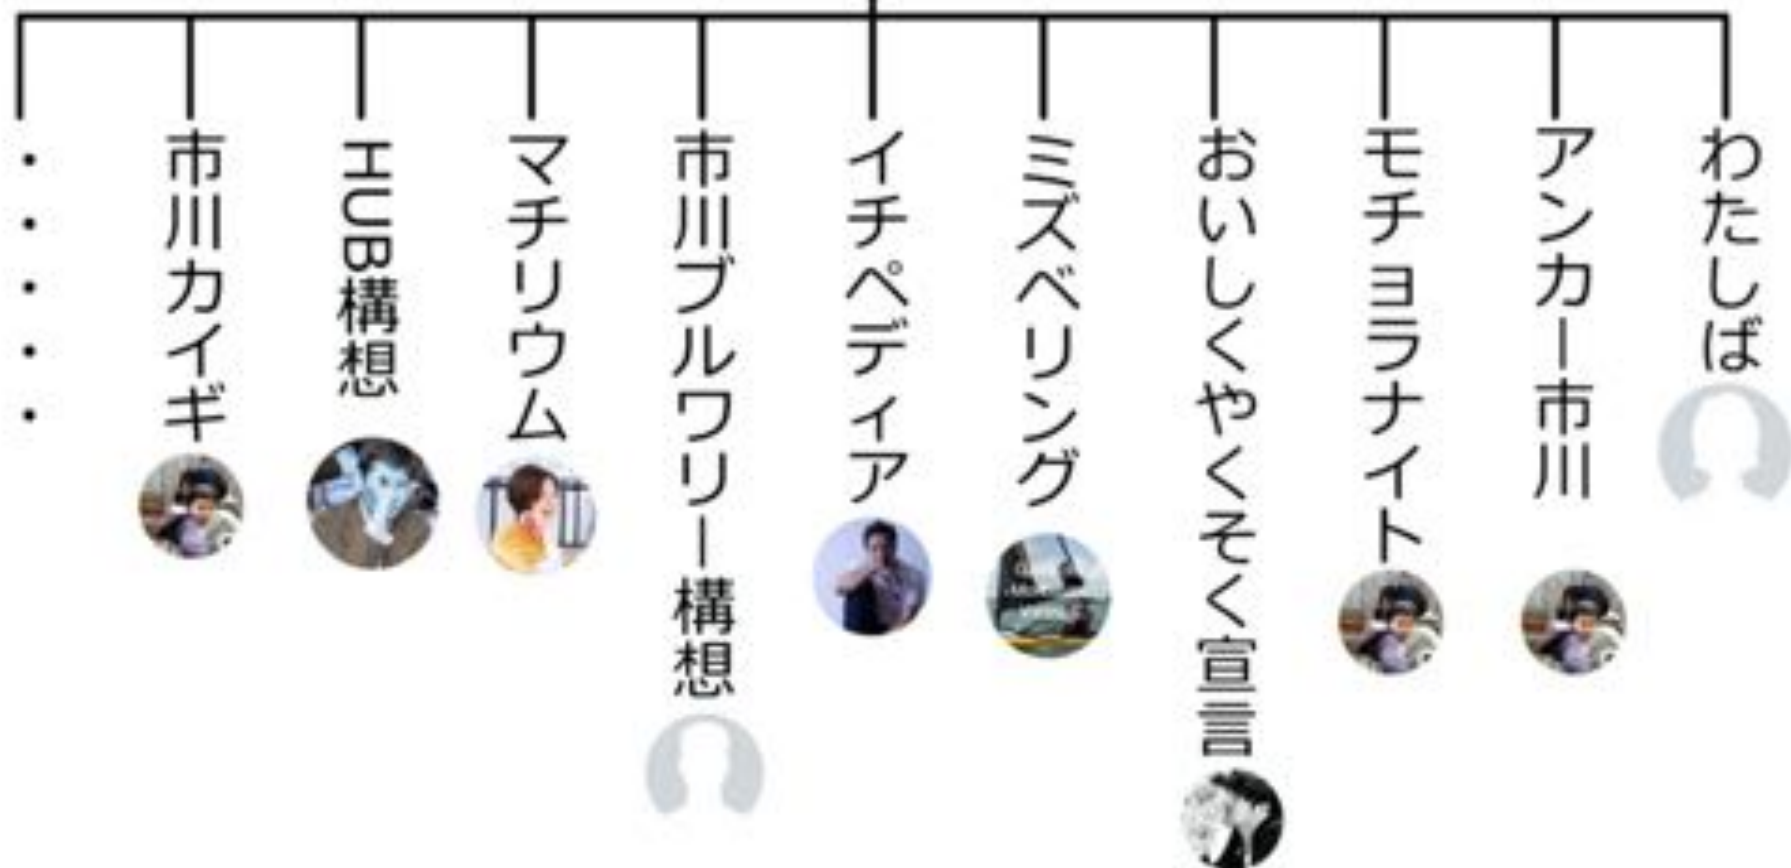 わたしば
アンカー市川
モチョラナイト
おいしくやくそく宣言
ミズベリング
イチペディア
市川ブルワリー構想
マチリウム
HUB構想
市川カイギ
・・・・・